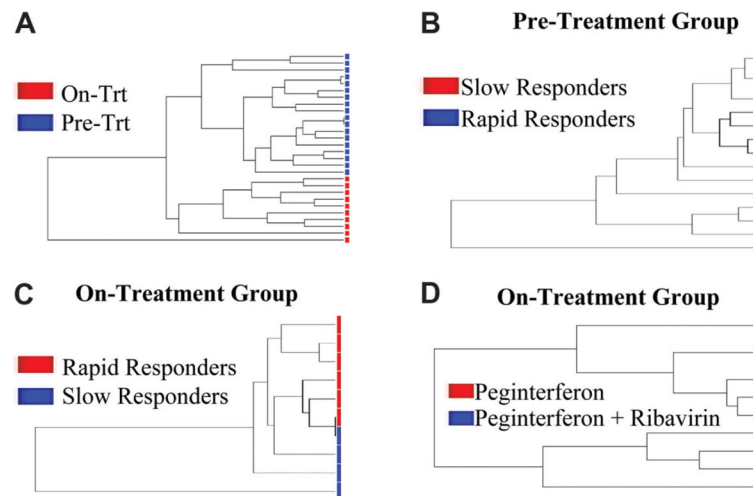 A
On-Trt
Pre-Trt
B
Pre-Treatment Group
Slow Responders
Rapid Responders
C
On-Treatment Group
Rapid Responders
Slow Responders
D
On-Treatment Group
Peginterferon
Peginterferon + Ribavirin